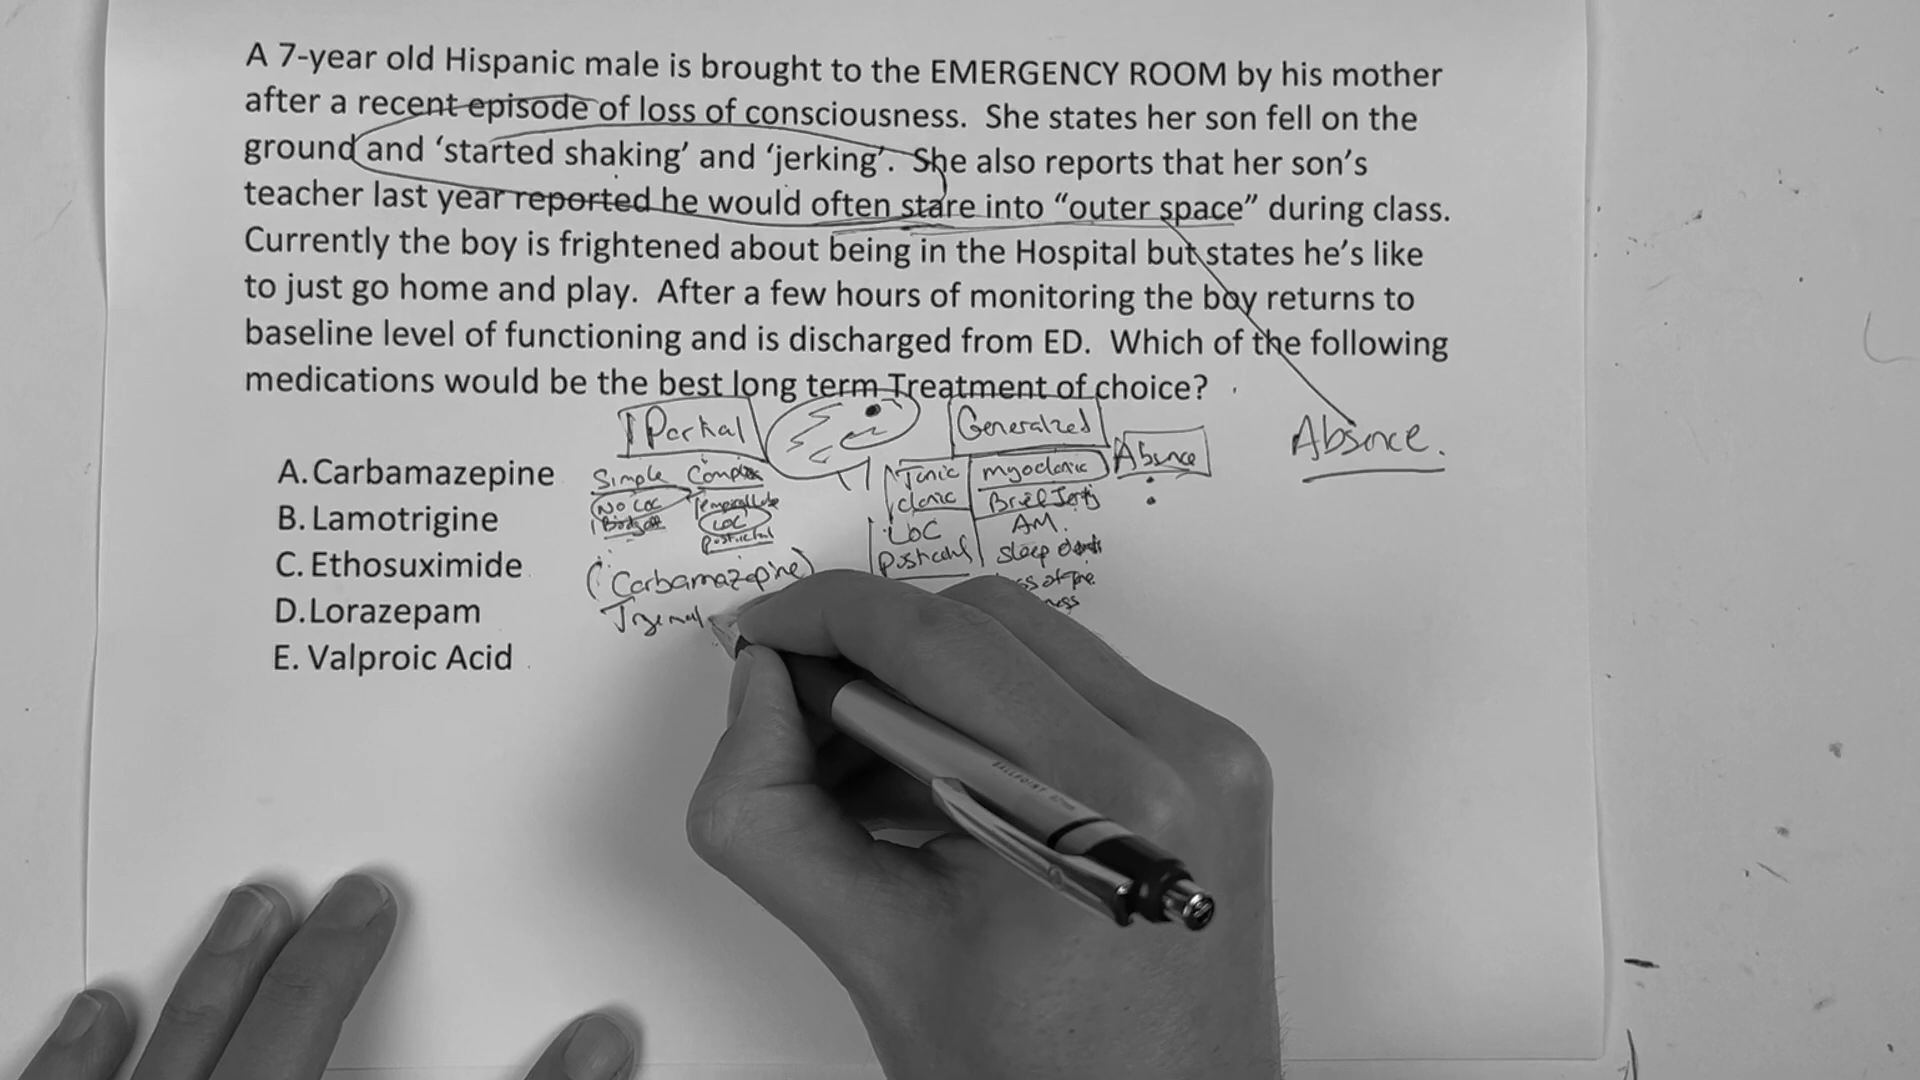 A 7-year old Hispanic male is brought to the EMERGENCY ROOM by his mother
after a recent episode of loss of consciousness.  She states her son fell on the
ground and ‘started shaking’ and ‘jerking’.  She also reports that her son’s
teacher last year reported he would often stare into “outer space” during class.
Currently the boy is frightened about being in the Hospital but states he’s like
to just go home and play.  After a few hours of monitoring the boy returns to
baseline level of functioning and is discharged from ED.  Which of the following
medications would be the best long term Treatment of choice?
A. Carbamazepine
B. Lamotrigine
C. Ethosuximide
D. Lorazepam
E. Valproic Acid
Partial
Simple Complex
No LOC
LOC
(Carbamazepine)
Generalzed
Tonic
clonic
LOC
myoclonic
Brief Jerks
AM.
sleep
Absence
Absence.
BALLPOINT